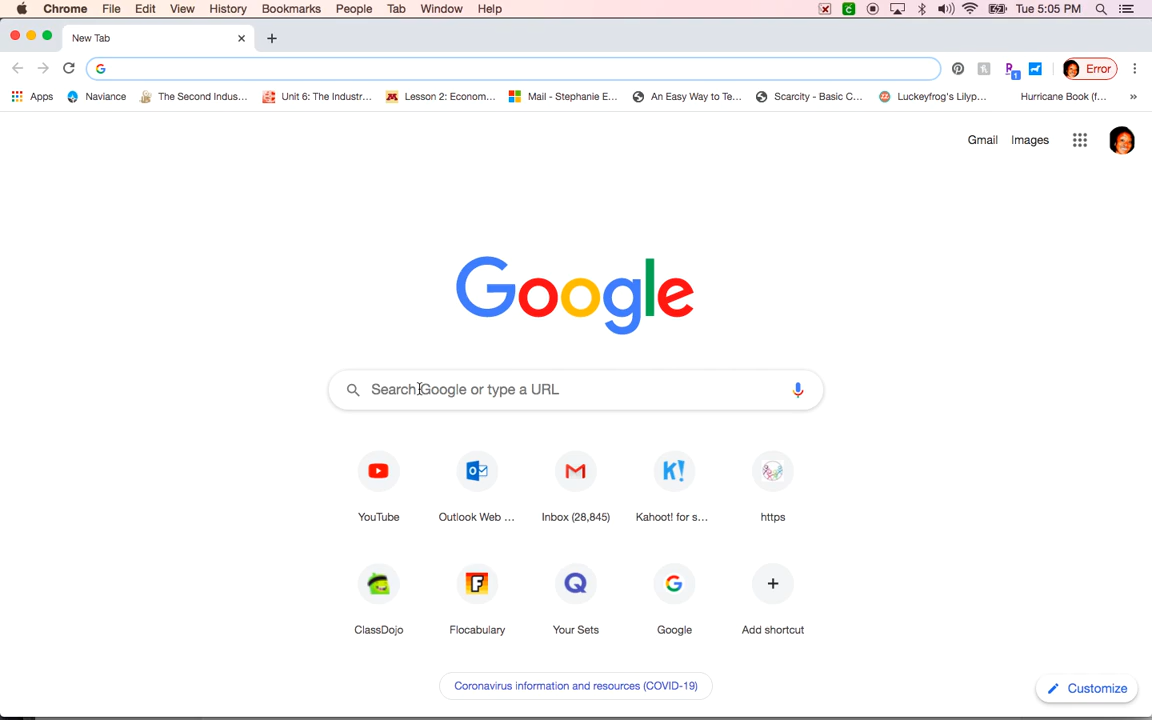 Chrome File Edit View History Bookmarks People Tab Window Help Tue 5:05 PM
New Tab
Error
Apps Naviance The Second Indus... Unit 6: The Industr... Lesson 2: Econom... Mail - Stephanie E... An Easy Way to Te... Scarcity - Basic C... Luckeyfrog's Lilyp... Hurricane Book (f... »
Gmail Images
Google
Search Google or type a URL
YouTube Outlook Web ... Inbox (28,845) Kahoot! for s... https
ClassDojo Flocabulary Your Sets Google Add shortcut
Coronavirus information and resources (COVID-19)
Customize